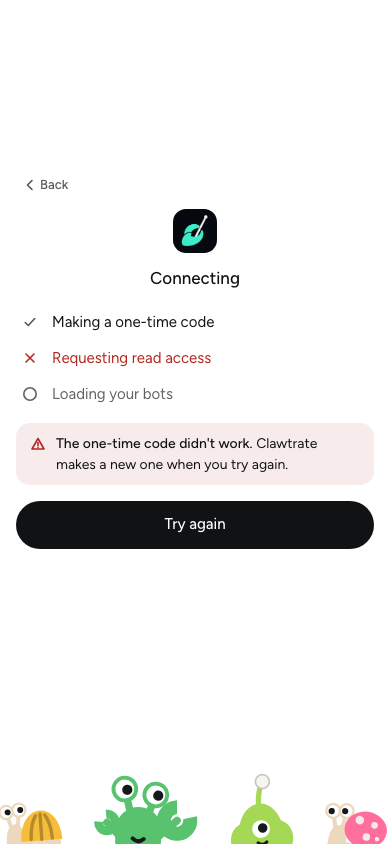 Back
Connecting
Making a one-time code
Requesting read access
Loading your bots
The one-time code didn't work. Clawtrate
makes a new one when you try again.
Try again